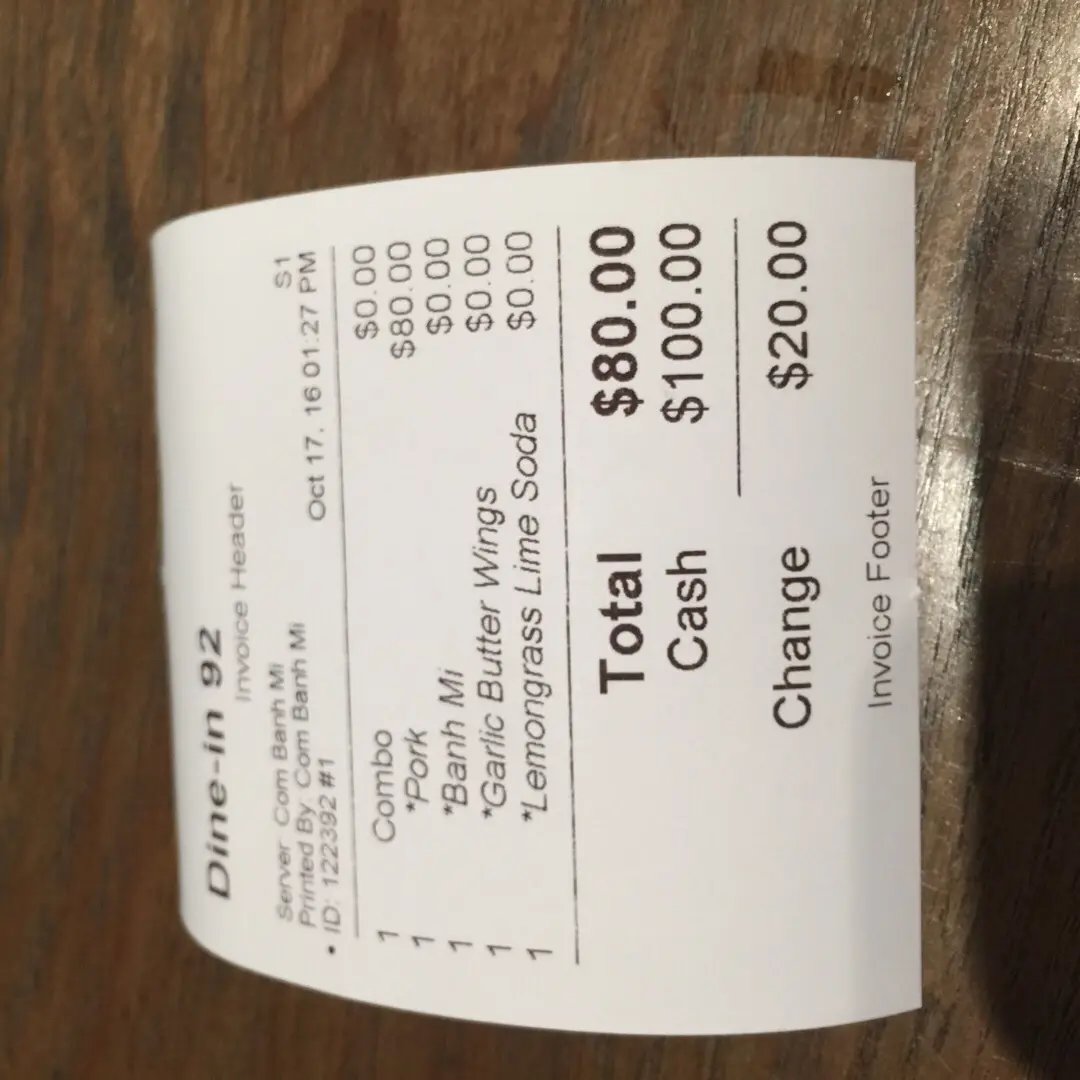 Dine-in 92
Invoice Header
Server Com Banh Mi S1
Printed By Com Banh Mi Oct 17, 16 01:27 PM
• ID: 122392 #1
1 Combo $0.00
1 *Pork $80.00
1 *Banh Mi $0.00
1 *Garlic Butter Wings $0.00
1 *Lemongrass Lime Soda $0.00
Total $80.00
Cash $100.00
Change $20.00
Invoice Footer